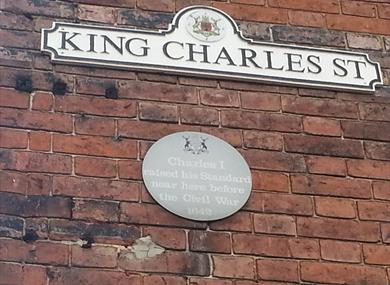 KING CHARLES ST.
Charles I
raised his Standard
near here before
the Civil War
1642